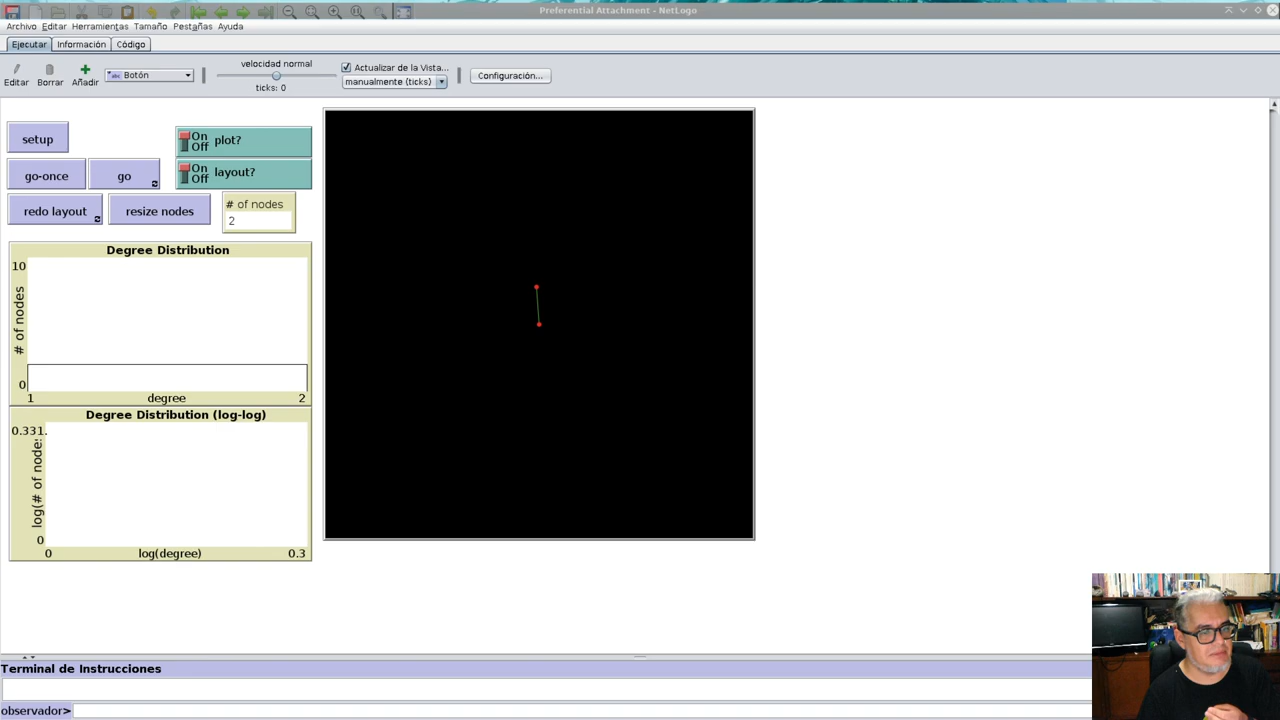 Preferential Attachment - NetLogo
Archivo Editar Herramientas Tamaño Pestañas Ayuda
Ejecutar Información Código
Editar Borrar Añadir
abc Botón
velocidad normal
ticks: 0
Actualizar de la Vista...
manualmente (ticks)
Configuración...
setup
On
Off
plot?
go-once
go
On
Off
layout?
redo layout
resize nodes
# of nodes
2
Degree Distribution
10
# of nodes
0
1
degree
2
Degree Distribution (log-log)
0.331.
log(# of node:
0
0
log(degree)
0.3
Terminal de Instrucciones
observador>